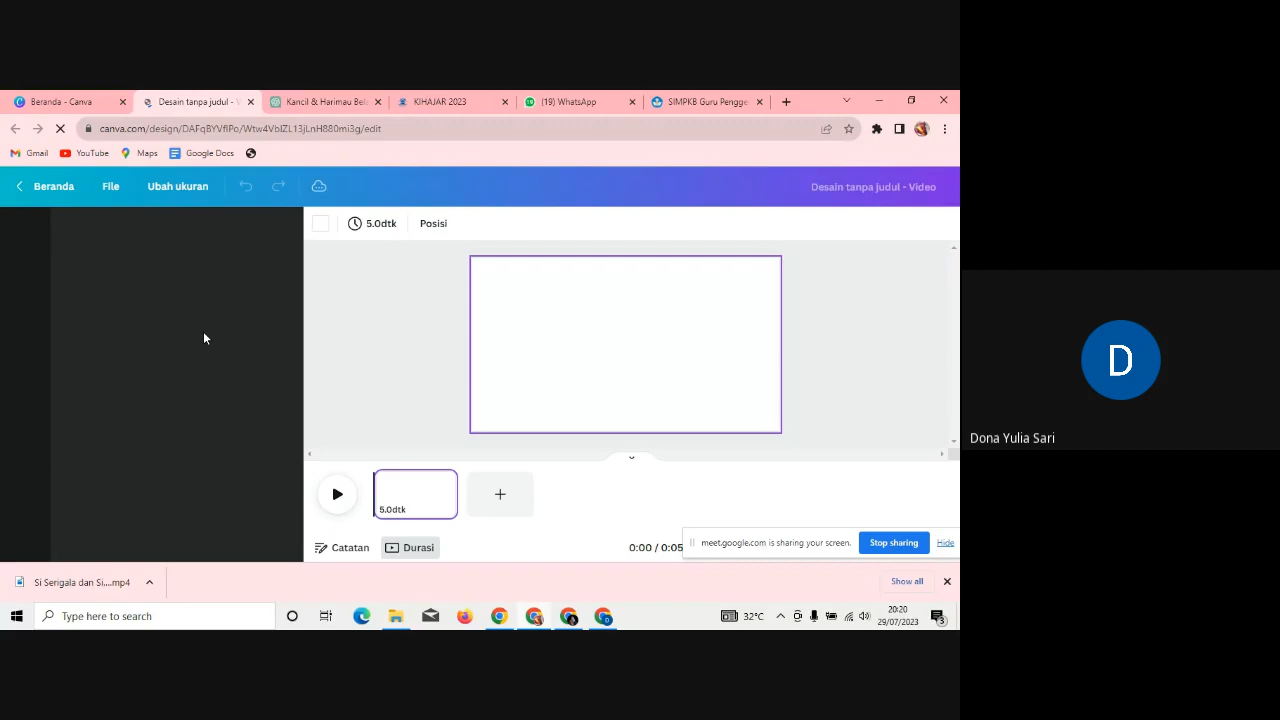 Beranda - Canva
Desain tanpa judul - V
Kancil & Harimau Bel
KIHAJAR 2023
(19) WhatsApp
SIMPKB Guru Pengge
canva.com/design/DAFqBYVfIPo/Wtw4VbIZL13jLnH880mi3g/edit
Gmail
YouTube
Maps
Google Docs
Beranda
File
Ubah ukuran
Desain tanpa judul - Video
5.0dtk
Posisi
D
Dona Yulia Sari
5.0dtk
Catatan
Durasi
0:00 / 0:05
meet.google.com is sharing your screen.
Stop sharing
Hide
Si Serigala dan Si....mp4
Show all
Type here to search
32°C
20:20
29/07/2023
3